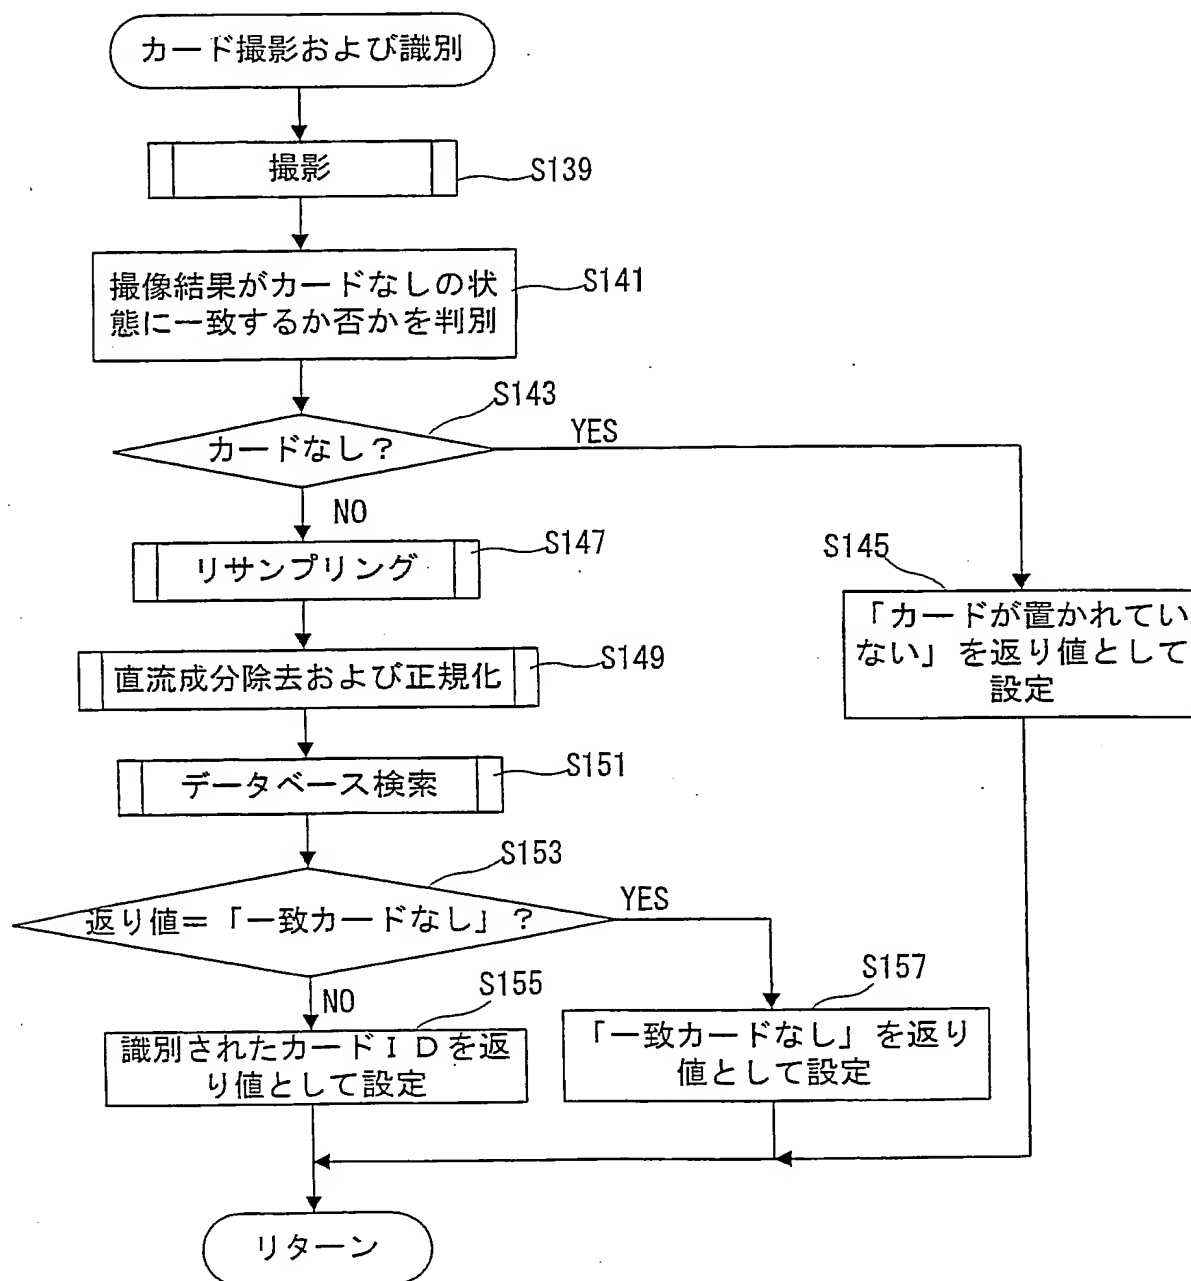 カード撮影および識別
撮影
S139
撮像結果がカードなしの状
態に一致するか否かを判別
S141
S143
カードなし？
YES
NO
リサンプリング
S147
S145
「カードが置かれてい
ない」を返り値として
設定
直流成分除去および正規化
S149
データベース検索
S151
S153
返り値＝「一致カードなし」？
YES
NO
S155
識別されたカードＩＤを返
り値として設定
S157
「一致カードなし」を返り
値として設定
リターン